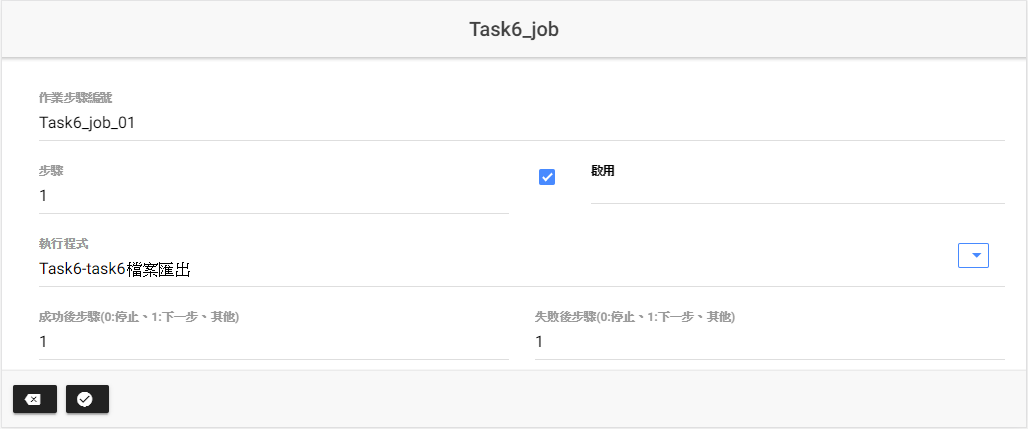 Task6_job
作業步驟編號
Task6_job_01
步驟
1
啟用
執行程式
Task6-task6檔案匯出
成功後步驟(0:停止、1:下一步、其他)
1
失敗後步驟(0:停止、1:下一步、其他)
1